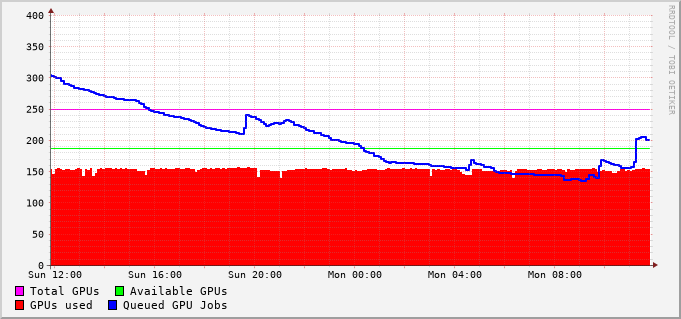 400
350
300
250
200
150
100
50
0
Sun 12:00 Sun 16:00 Sun 20:00 Mon 00:00 Mon 04:00 Mon 08:00
Total GPUs Available GPUs
GPUs used Queued GPU Jobs
RRDTOOL / TOBI OETIKER